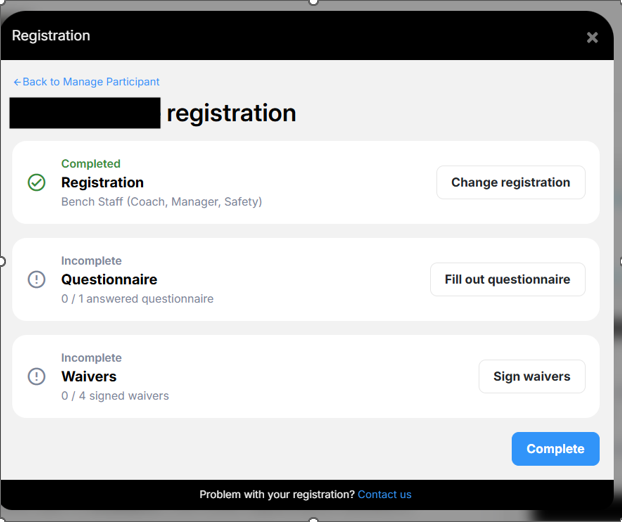 Registration
×
←Back to Manage Participant
registration
Completed
Registration
Bench Staff (Coach, Manager, Safety)
Change registration
Incomplete
Questionnaire
0 / 1 answered questionnaire
Fill out questionnaire
Incomplete
Waivers
0 / 4 signed waivers
Sign waivers
Complete
Problem with your registration? Contact us